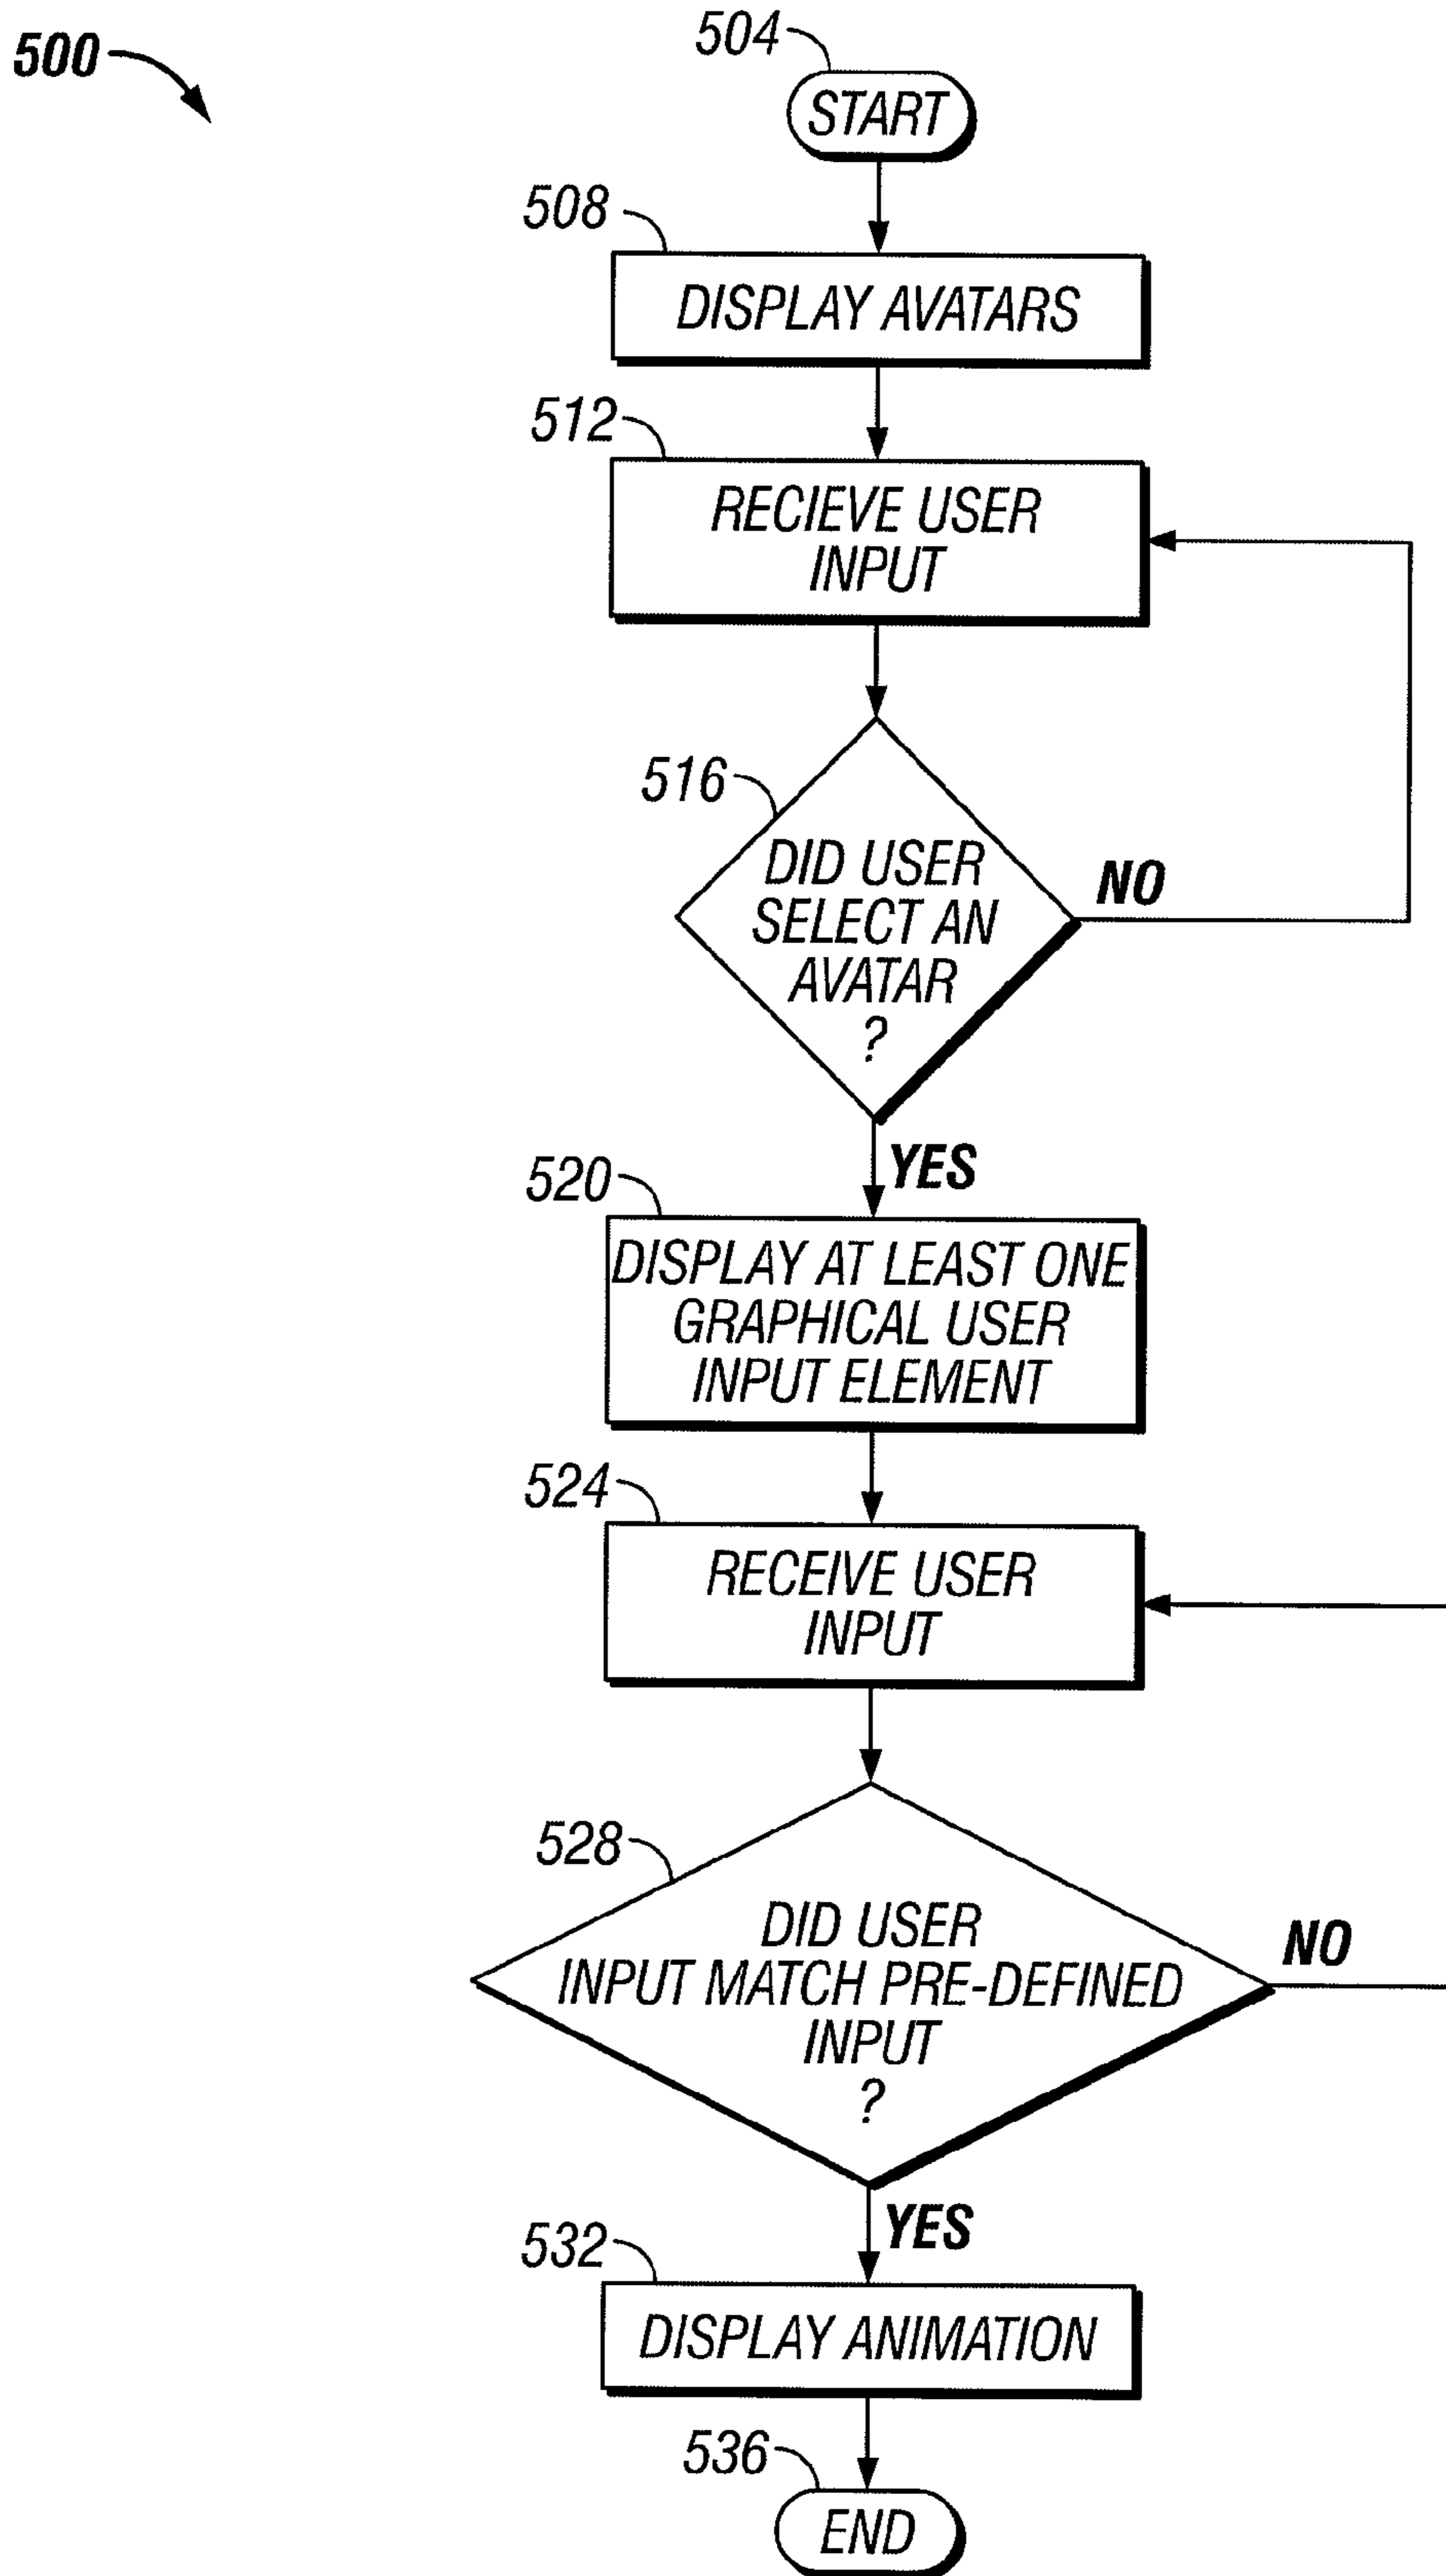 500
504
START
508
DISPLAY AVATARS
512
RECIEVE USER
INPUT
516
DID USER
SELECT AN
AVATAR
?
NO
YES
520
DISPLAY AT LEAST ONE
GRAPHICAL USER
INPUT ELEMENT
524
RECEIVE USER
INPUT
528
DID USER
INPUT MATCH PRE-DEFINED
INPUT
?
NO
YES
532
DISPLAY ANIMATION
536
END